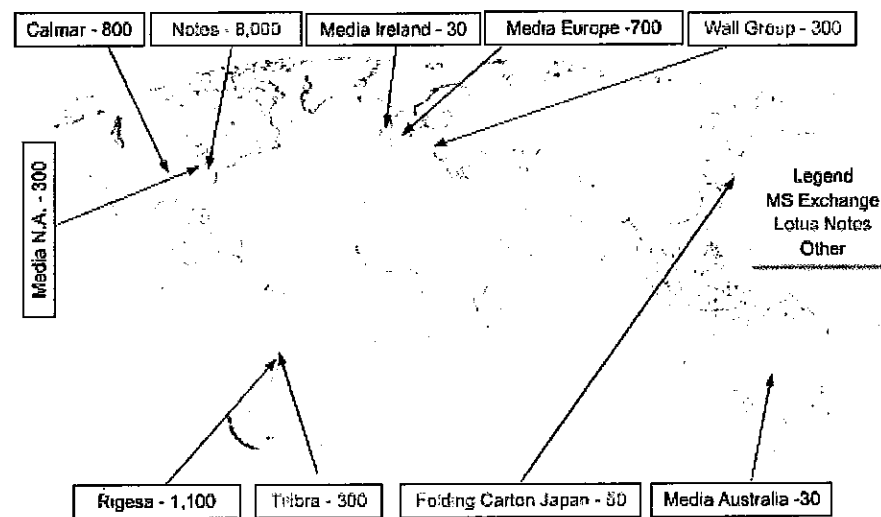 Calmar - 800
Notes - 8,000
Media Ireland - 30
Media Europe -700
Wall Group - 300
Media N.A. - 300
Legend
MS Exchange
Lotus Notes
Other
Rigesa - 1,100
Tilibra - 300
Folding Carton Japan - 50
Media Australia -30